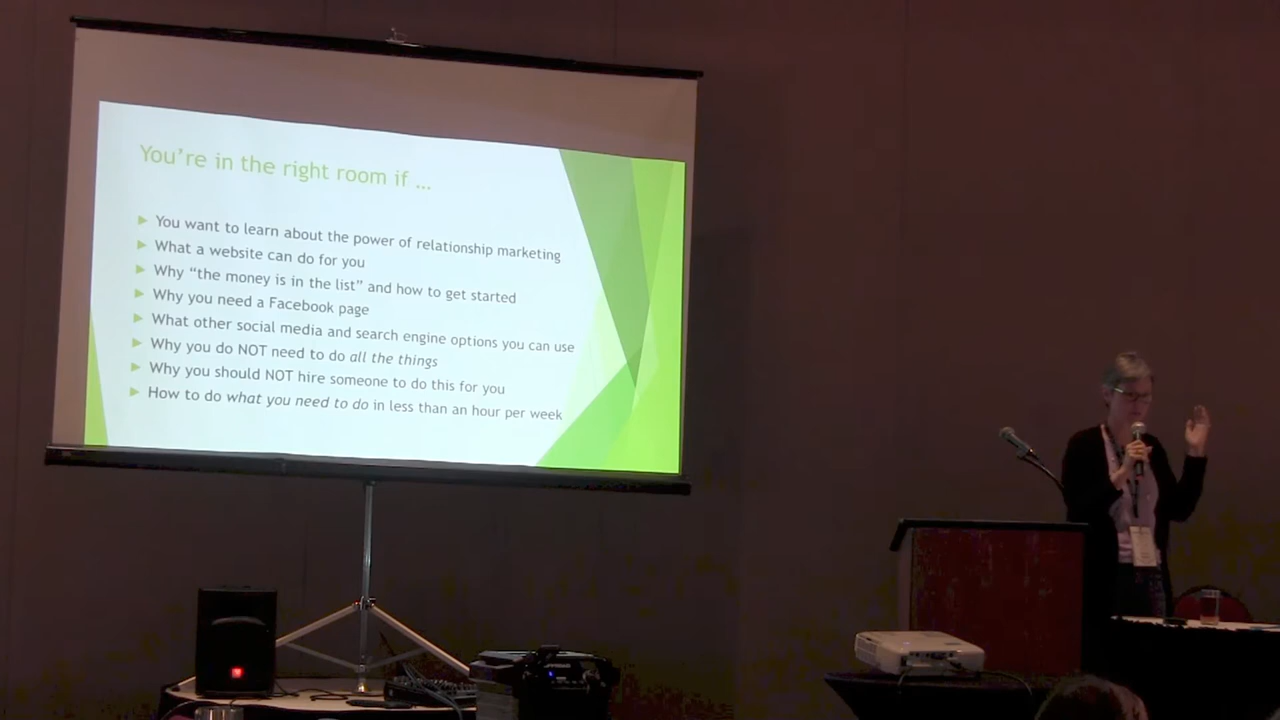 You're in the right room if ...
You want to learn about the power of relationship marketing
What a website can do for you
Why “the money is in the list” and how to get started
Why you need a Facebook page
What other social media and search engine options you can use
Why you do NOT need to do all the things
Why you should NOT hire someone to do this for you
How to do what you need to do in less than an hour per week